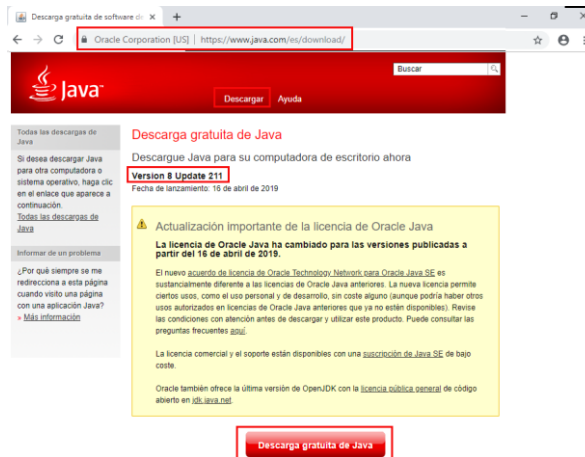 Descarga gratuita de software de
Oracle Corporation [US] | https://www.java.com/es/download/
Java
Buscar
Descargar Ayuda
Todas las descargas de
Java
Si desea descargar Java
para otra computadora o
sistema operativo, haga clic
en el enlace que aparece a
continuación.
Todas las descargas de
Java
Informar de un problema
¿Por qué siempre se me
redirecciona a esta página
cuando visito una página
con una aplicación Java?
» Más información
Descarga gratuita de Java
Descargue Java para su computadora de escritorio ahora
Version 8 Update 211
Fecha de lanzamiento: 16 de abril de 2019
Actualización importante de la licencia de Oracle Java
La licencia de Oracle Java ha cambiado para las versiones publicadas a
partir del 16 de abril de 2019.
El nuevo acuerdo de licencia de Oracle Technology Network para Oracle Java SE es
sustancialmente diferente a las licencias de Oracle Java anteriores. La nueva licencia permite
ciertos usos, como el uso personal y de desarrollo, sin coste alguno (aunque podría haber otros
usos autorizados en licencias de Oracle Java anteriores que ya no estén disponibles). Revise
las condiciones con atención antes de descargar y utilizar este producto. Puede consultar las
preguntas frecuentes aquí.
La licencia comercial y el soporte están disponibles con una suscripción de Java SE de bajo
coste.
Oracle también ofrece la última versión de OpenJDK con la licencia pública general de código
abierto en jdk.java.net.
Descarga gratuita de Java